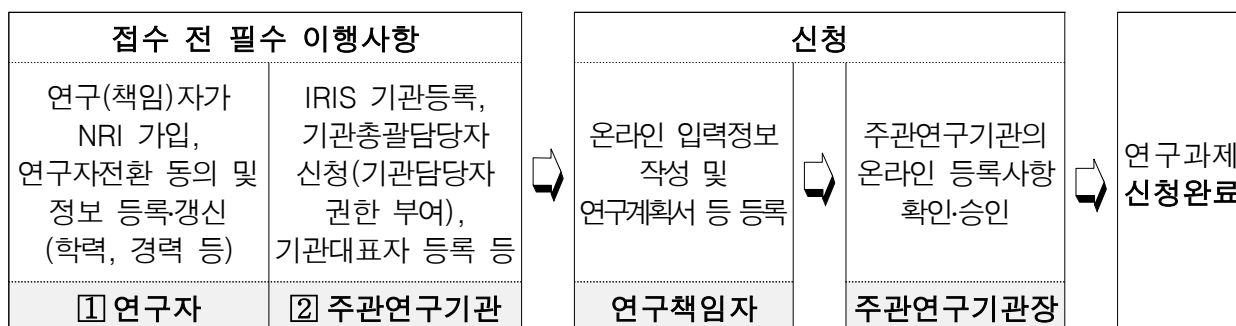 접수 전 필수 이행사항
연구(책임)자가
NRI 가입,
연구자전환 동의 및
정보 등록·갱신
(학력, 경력 등)
1 연구자
IRIS 기관등록,
기관총괄담당자
신청(기관담당자
권한 부여),
기관대표자 등록 등
2 주관연구기관
신청
온라인 입력정보
작성 및
연구계획서 등 등록
연구책임자
주관연구기관의
온라인 등록사항
확인·승인
주관연구기관장
연구과제
신청완료